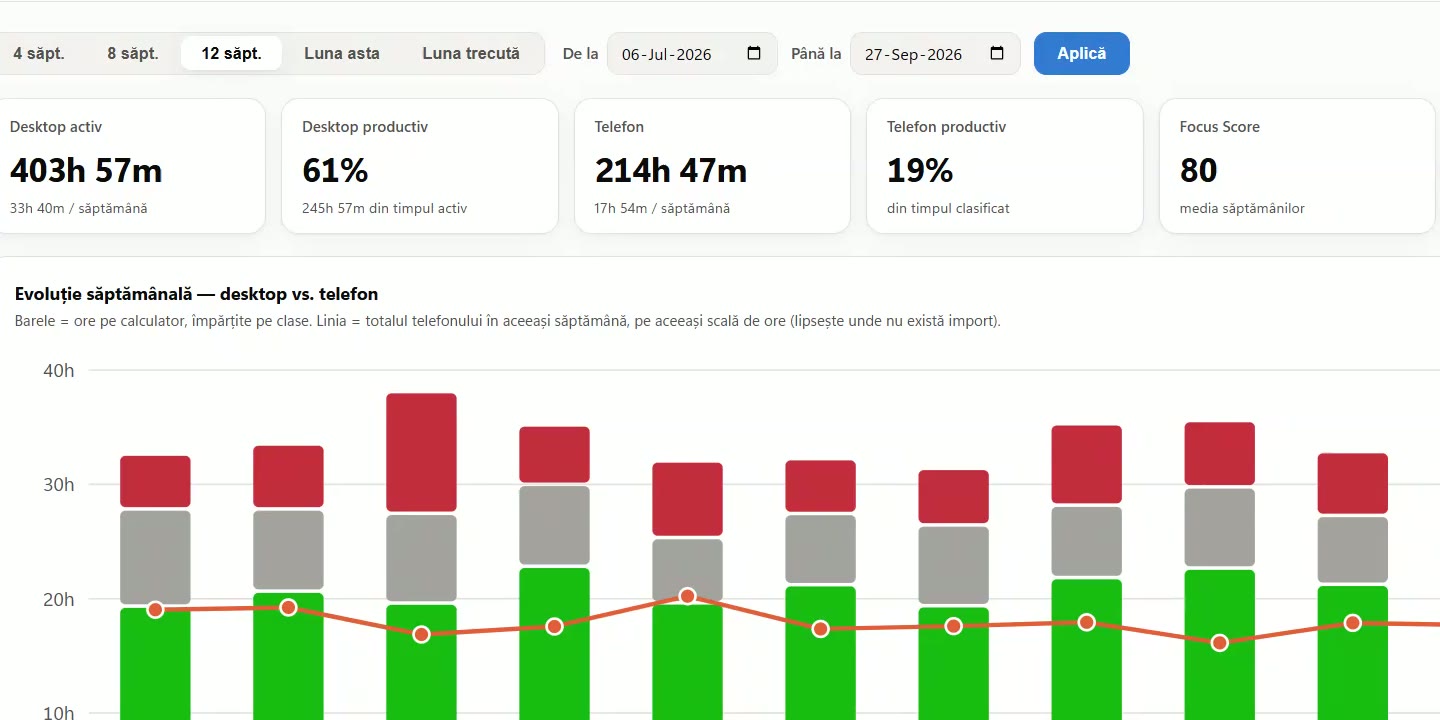 4 săpt. 8 săpt. 12 săpt. Luna asta Luna trecută De la 06-Jul-2026 Până la 27-Sep-2026 Aplică
Desktop activ
403h 57m
33h 40m / săptămână
Desktop productiv
61%
245h 57m din timpul activ
Telefon
214h 47m
17h 54m / săptămână
Telefon productiv
19%
din timpul clasificat
Focus Score
80
media săptămânilor
Evoluție săptămânală — desktop vs. telefon
Barele = ore pe calculator, împărțite pe clase. Linia = totalul telefonului în aceeași săptămână, pe aceeași scală de ore (lipsește unde nu există import).
40h
30h
20h
10h